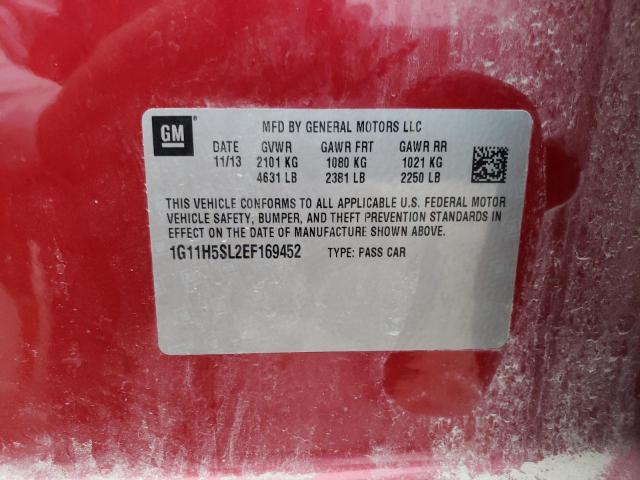 GM
MFD BY GENERAL MOTORS LLC
DATE GVWR GAWR FRT GAWR RR
11/13 2101 KG 1080 KG 1021 KG
4631 LB 2381 LB 2250 LB
THIS VEHICLE CONFORMS TO ALL APPLICABLE U.S. FEDERAL MOTOR
VEHICLE SAFETY, BUMPER, AND THEFT PREVENTION STANDARDS IN
EFFECT ON THE DATE OF MANUFACTURE SHOWN ABOVE.
1G11H5SL2EF169452 TYPE: PASS CAR